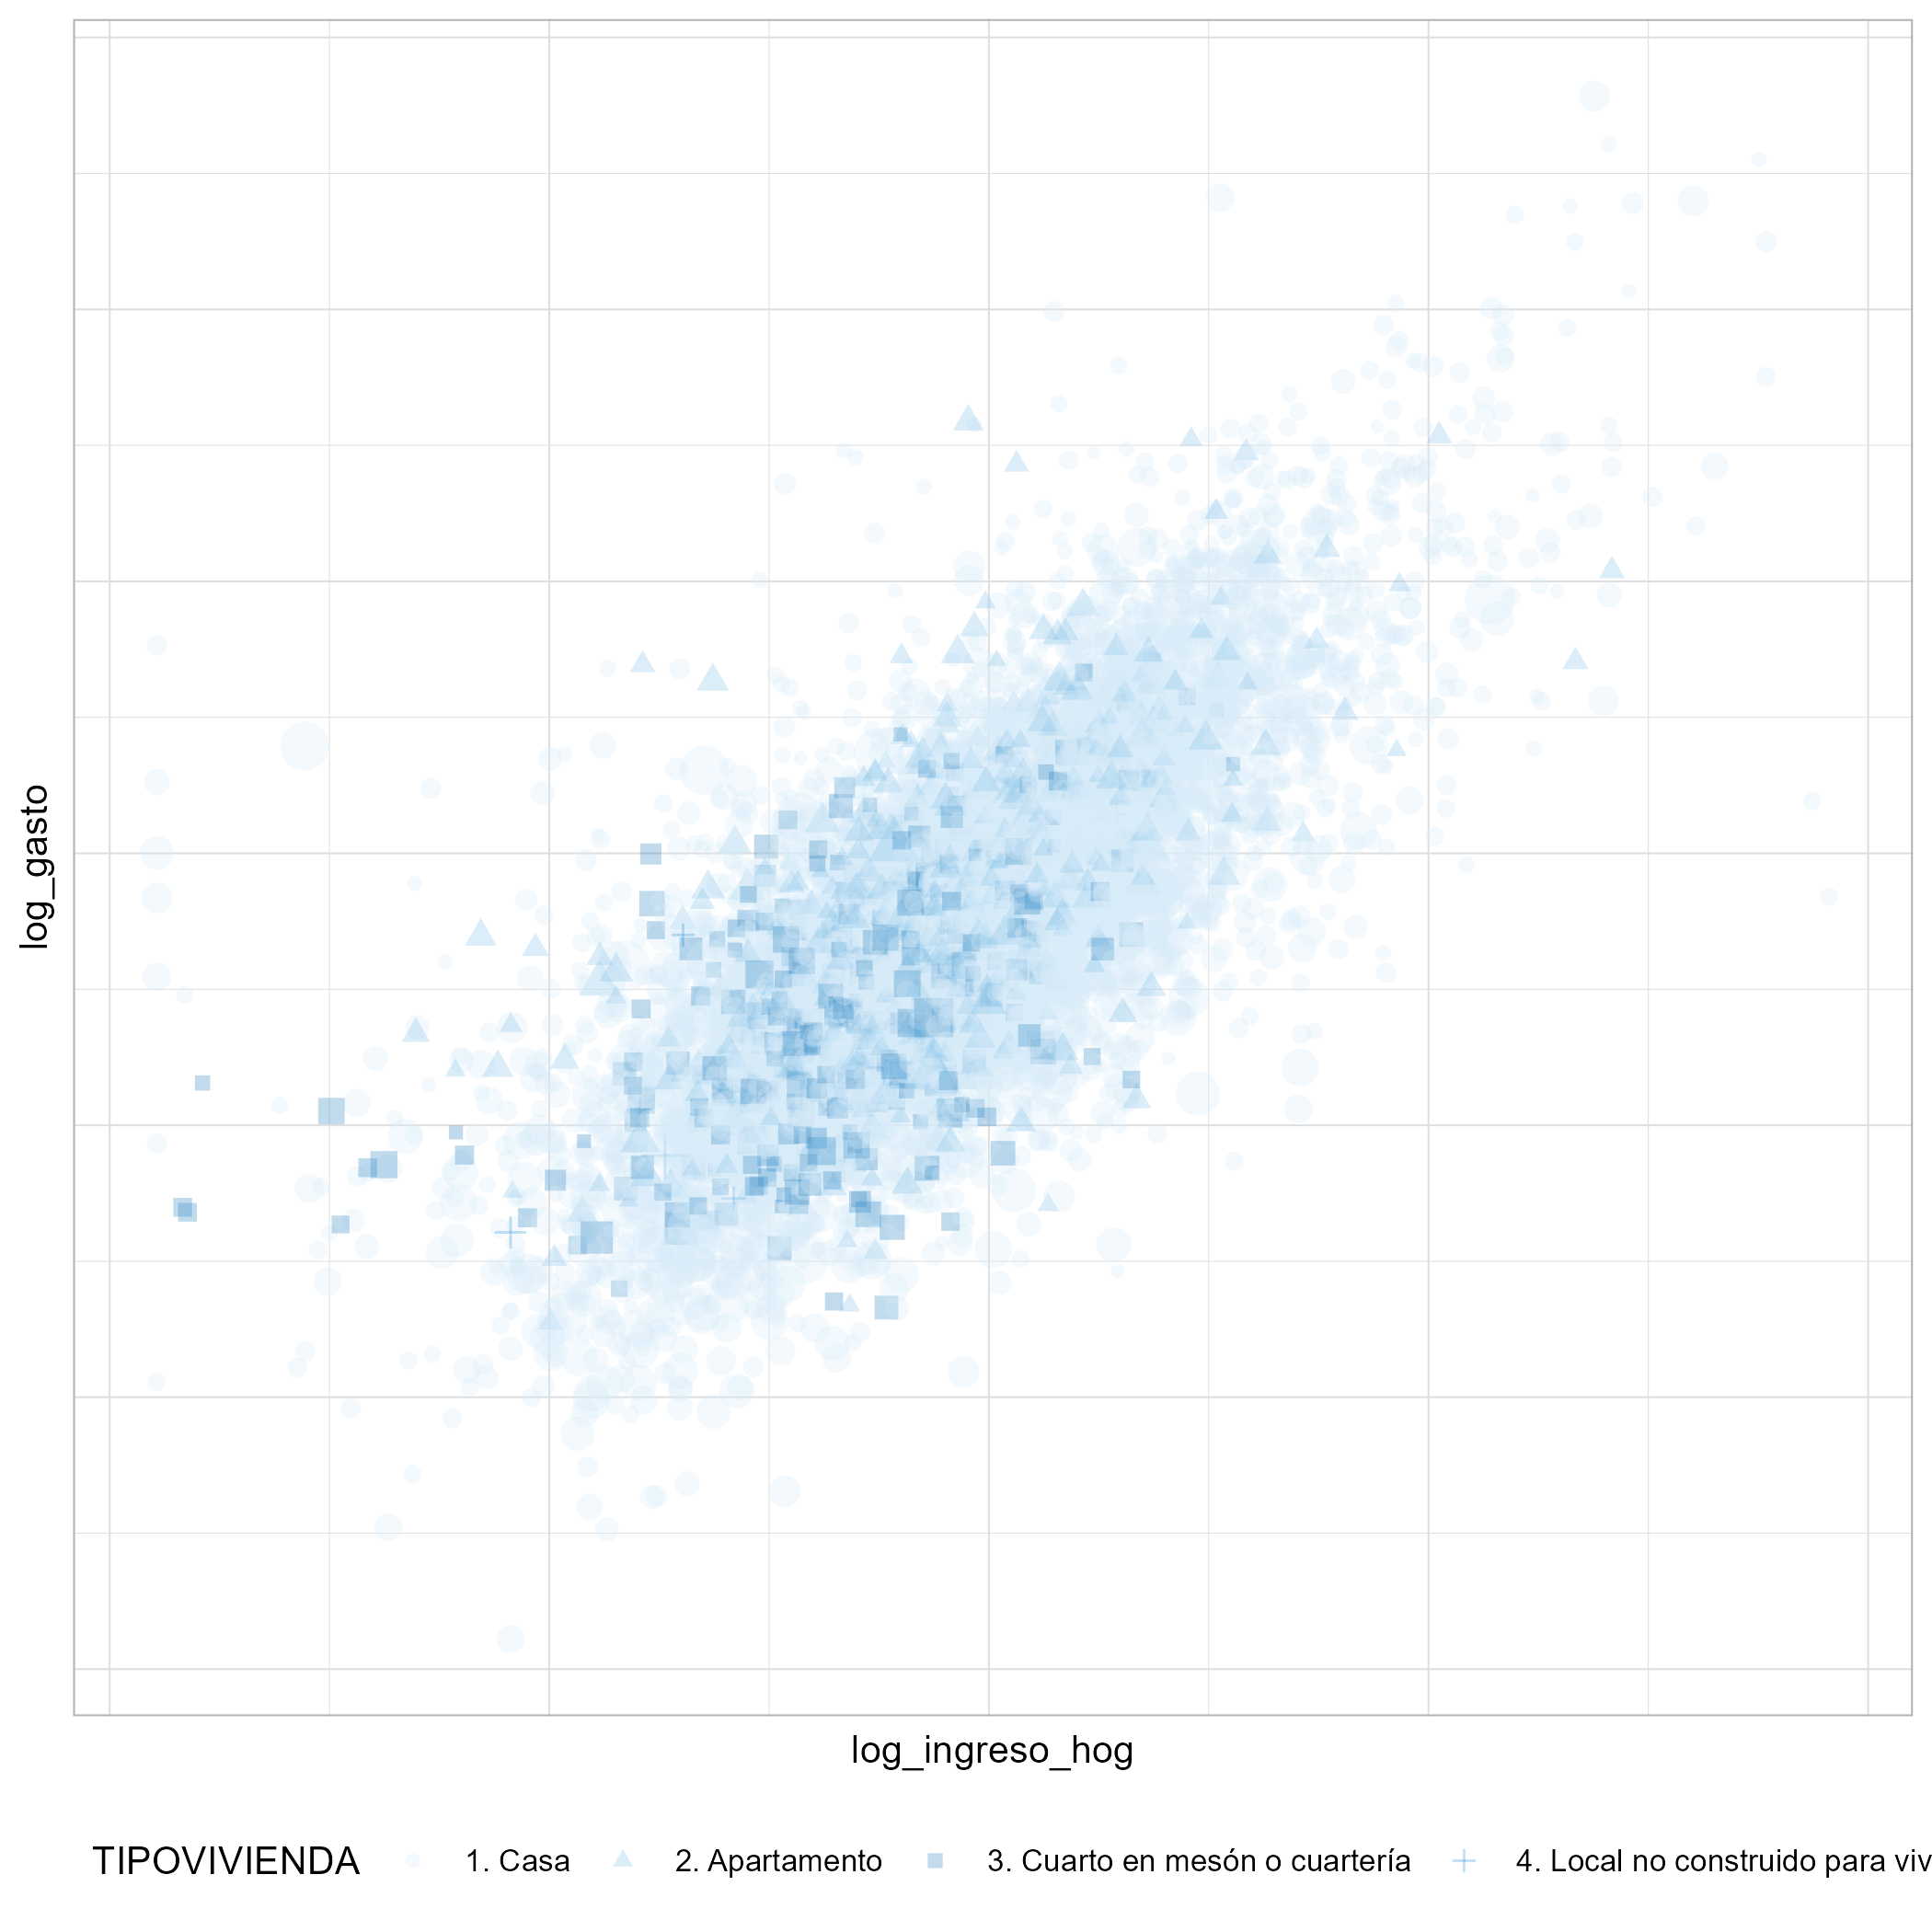 log_gasto
log_ingreso_hog
TIPOVIVIENDA 1. Casa 2. Apartamento 3. Cuarto en mesón o cuartería 4. Local no construido para viv